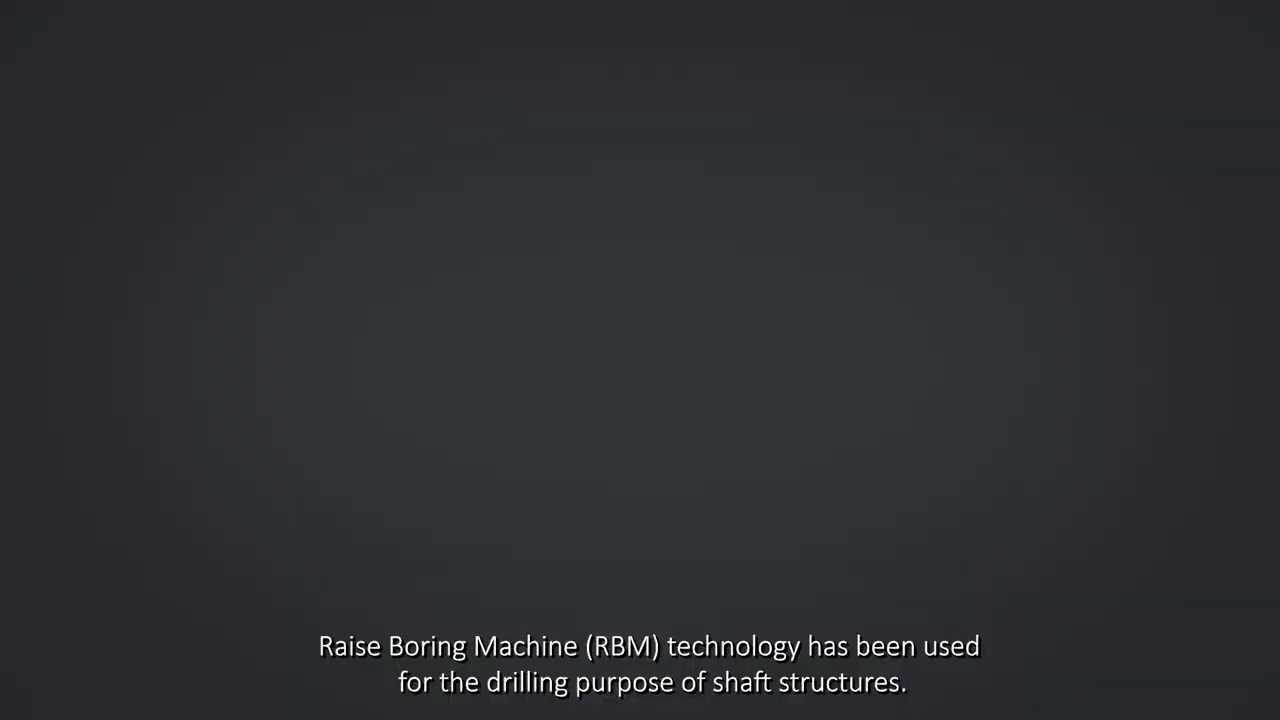 Raise Boring Machine (RBM) technology has been used
for the drilling purpose of shaft structures.